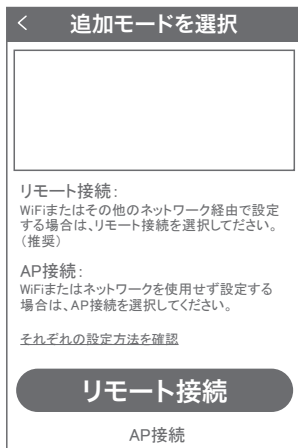 < 追加モードを選択
リモート接続:
WiFiまたはその他のネットワーク経由で設定
する場合は、リモート接続を選択してださい。
(推奨)
AP接続:
WiFiまたはネットワークを使用せず設定する
場合は、AP接続を選択してください。
それぞれの設定方法を確認
リモート接続
AP接続